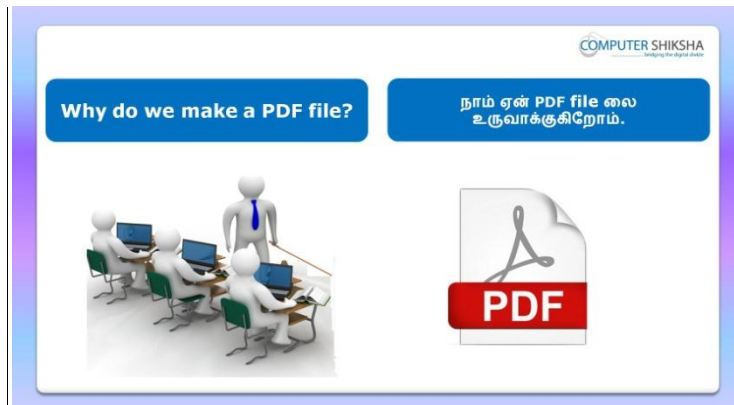 COMPUTER SHIKSHA
bridging the digital divide
Why do we make a PDF file?
நாம் ஏன் PDF file லை
உருவாக்குகிறோம்.
PDF